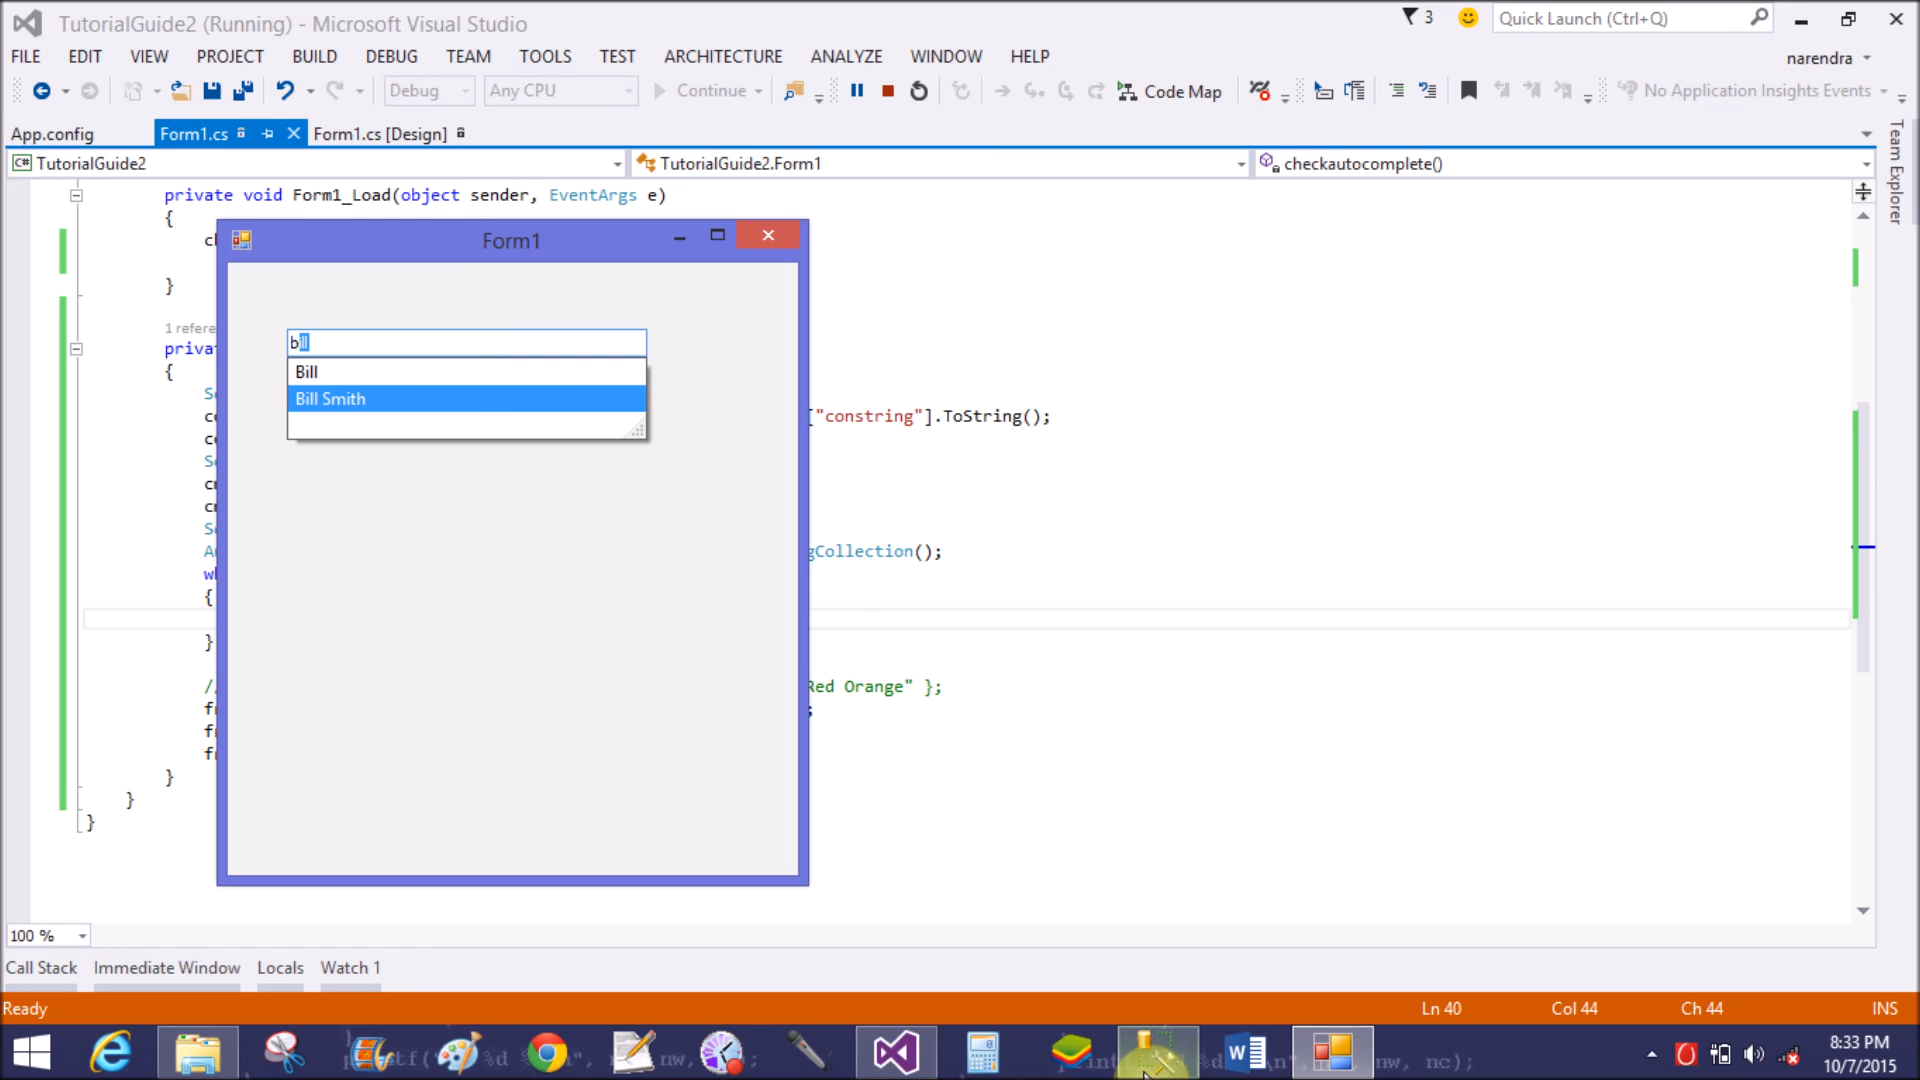 TutorialGuide2 (Running) - Microsoft Visual Studio
3
Quick Launch (Ctrl+Q)
FILE EDIT VIEW PROJECT BUILD DEBUG TEAM TOOLS TEST ARCHITECTURE ANALYZE WINDOW HELP
narendra
Debug Any CPU Continue Code Map No Application Insights Events
App.config Form1.cs Form1.cs [Design]
C# TutorialGuide2 TutorialGuide2.Form1 checkautocomplete()
Team Explorer
private void Form1_Load(object sender, EventArgs e)
{
Form1
}
1 refere
priva
{
bill
Bill
Bill Smith
["constring"].ToString();
gCollection();
{
}
Red Orange" };
;
}
}
}
100 %
Call Stack Immediate Window Locals Watch 1
Ready Ln 40 Col 44 Ch 44 INS
8:33 PM
10/7/2015